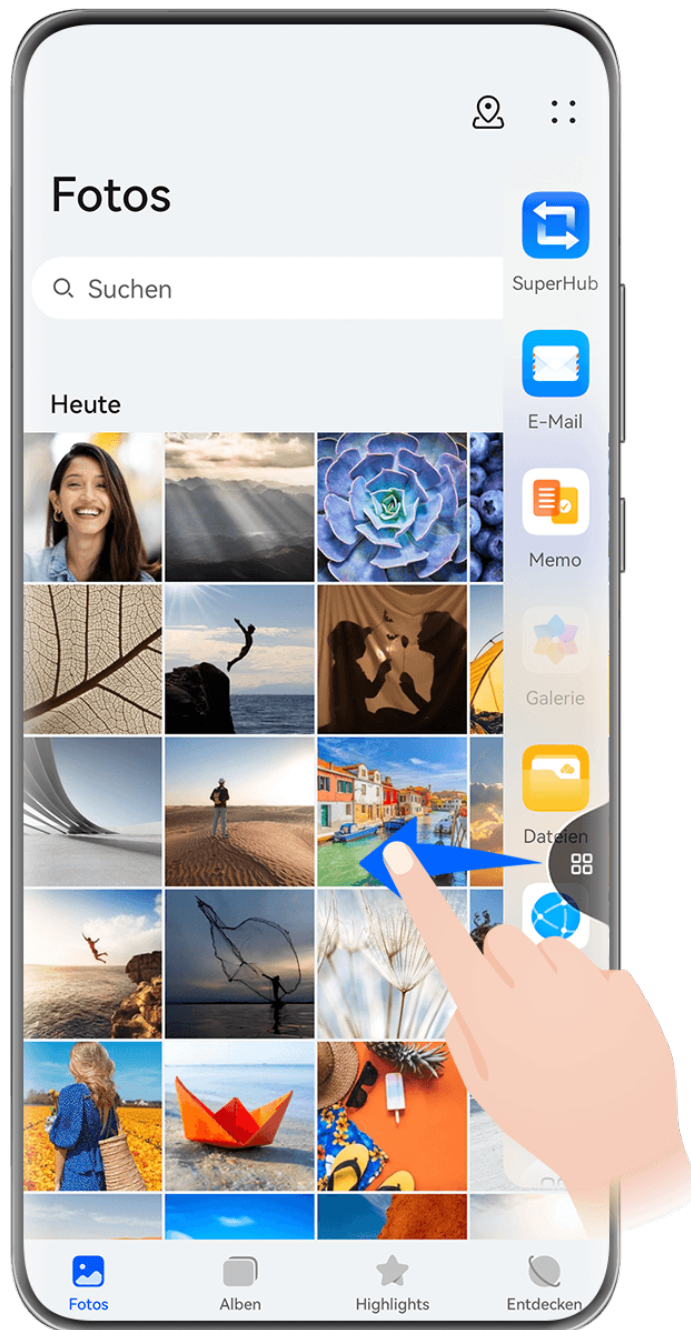 Fotos
Suchen
Heute
SuperHub
E-Mail
Memo
Galerie
Dateien
Fotos
Alben
Highlights
Entdecken